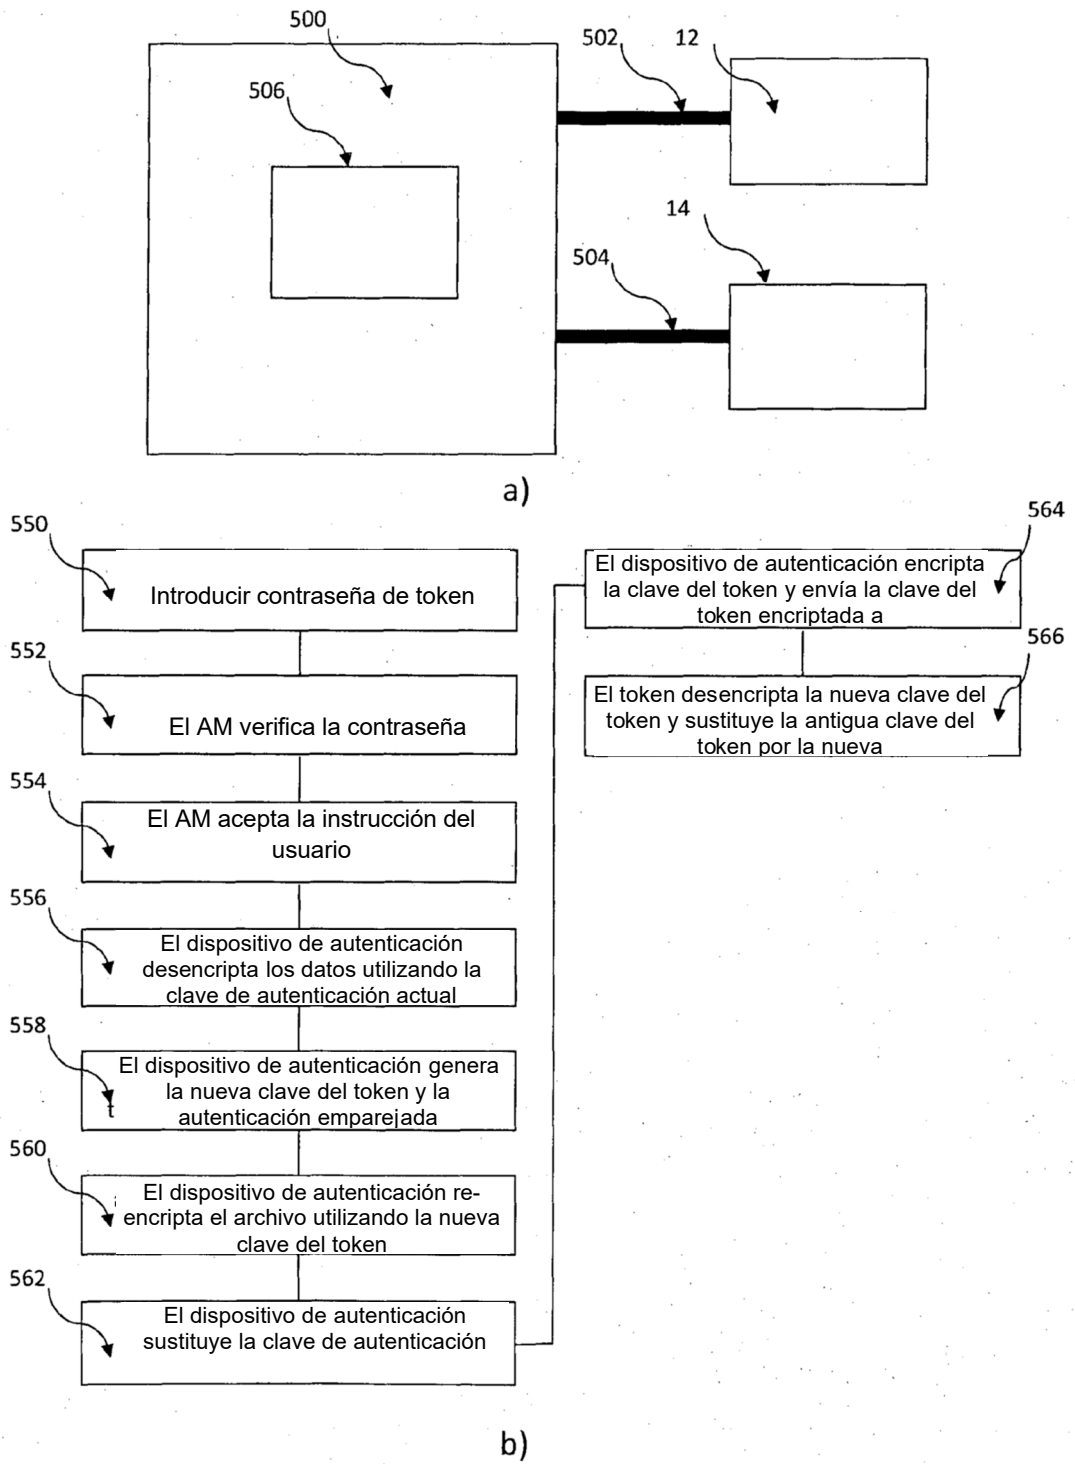 500
502
12
506
14
504
a)
550
Introducir contraseña de token
552
El AM verifica la contraseña
554
El AM acepta la instrucción del
usuario
556
El dispositivo de autenticación
desencripta los datos utilizando la
clave de autenticación actual
558
El dispositivo de autenticación genera
la nueva clave del token y la
autenticación emparejada
t
560
El dispositivo de autenticación re-
encripta el archivo utilizando la nueva
clave del token
562
El dispositivo de autenticación
sustituye la clave de autenticación
564
El dispositivo de autenticación encripta
la clave del token y envía la clave del
token encriptada a
566
El token desencripta la nueva clave del
token y sustituye la antigua clave del
token por la nueva
b)